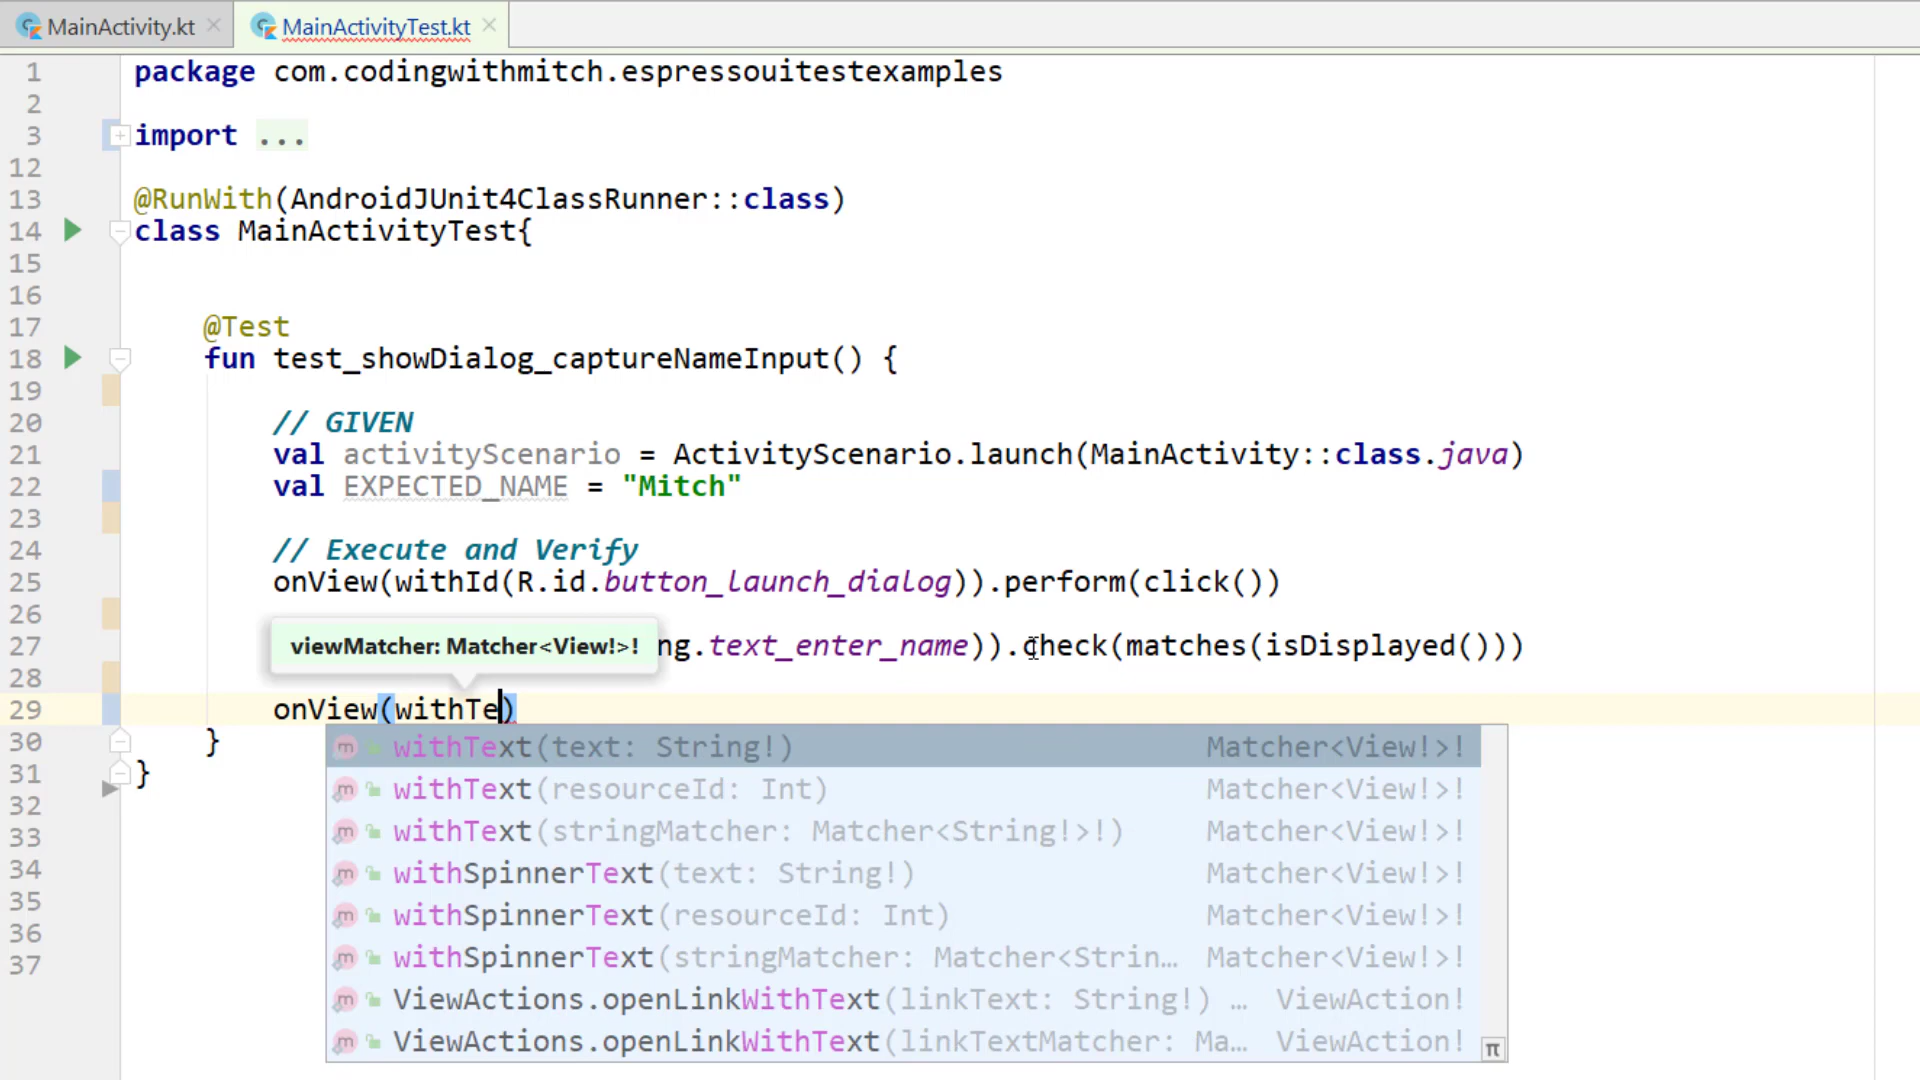 MainActivity.kt
MainActivityTest.kt
1 package com.codingwithmitch.espressouitestexamples
2
3 import ...
12
13 @RunWith(AndroidJUnit4ClassRunner::class)
14 class MainActivityTest{
15
16
17 @Test
18 fun test_showDialog_captureNameInput() {
19
20 // GIVEN
21 val activityScenario = ActivityScenario.launch(MainActivity::class.java)
22 val EXPECTED_NAME = "Mitch"
23
24 // Execute and Verify
25 onView(withId(R.id.button_launch_dialog)).perform(click())
26
viewMatcher: Matcher<View!>!
27 ng.text_enter_name)).check(matches(isDisplayed()))
28
29 onView(withTe)
withText(text: String!) Matcher<View!>!
30 }
withText(resourceId: Int) Matcher<View!>!
31 }
32
withText(stringMatcher: Matcher<String!>!) Matcher<View!>!
33
withSpinnerText(text: String!) Matcher<View!>!
34
withSpinnerText(resourceId: Int) Matcher<View!>!
35
withSpinnerText(stringMatcher: Matcher<Strin… Matcher<View!>!
36
37
ViewActions.openLinkWithText(linkText: String!) … ViewAction!
ViewActions.openLinkWithText(linkTextMatcher: Ma… ViewAction!
π